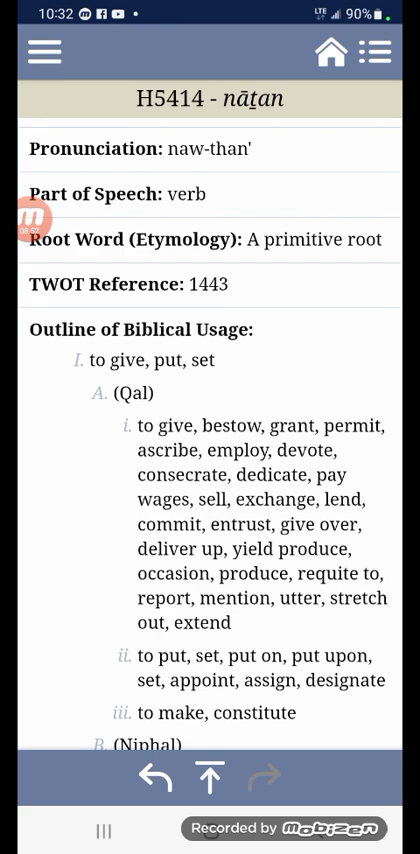 10:32 LTE 90%
H5414 - nāṯan
Pronunciation: naw-than'
Part of Speech: verb
08:52
Root Word (Etymology): A primitive root
TWOT Reference: 1443
Outline of Biblical Usage:
I. to give, put, set
A. (Qal)
i. to give, bestow, grant, permit,
ascribe, employ, devote,
consecrate, dedicate, pay
wages, sell, exchange, lend,
commit, entrust, give over,
deliver up, yield produce,
occasion, produce, requite to,
report, mention, utter, stretch
out, extend
ii. to put, set, put on, put upon,
set, appoint, assign, designate
iii. to make, constitute
B. (Niphal)
Recorded by mobizen